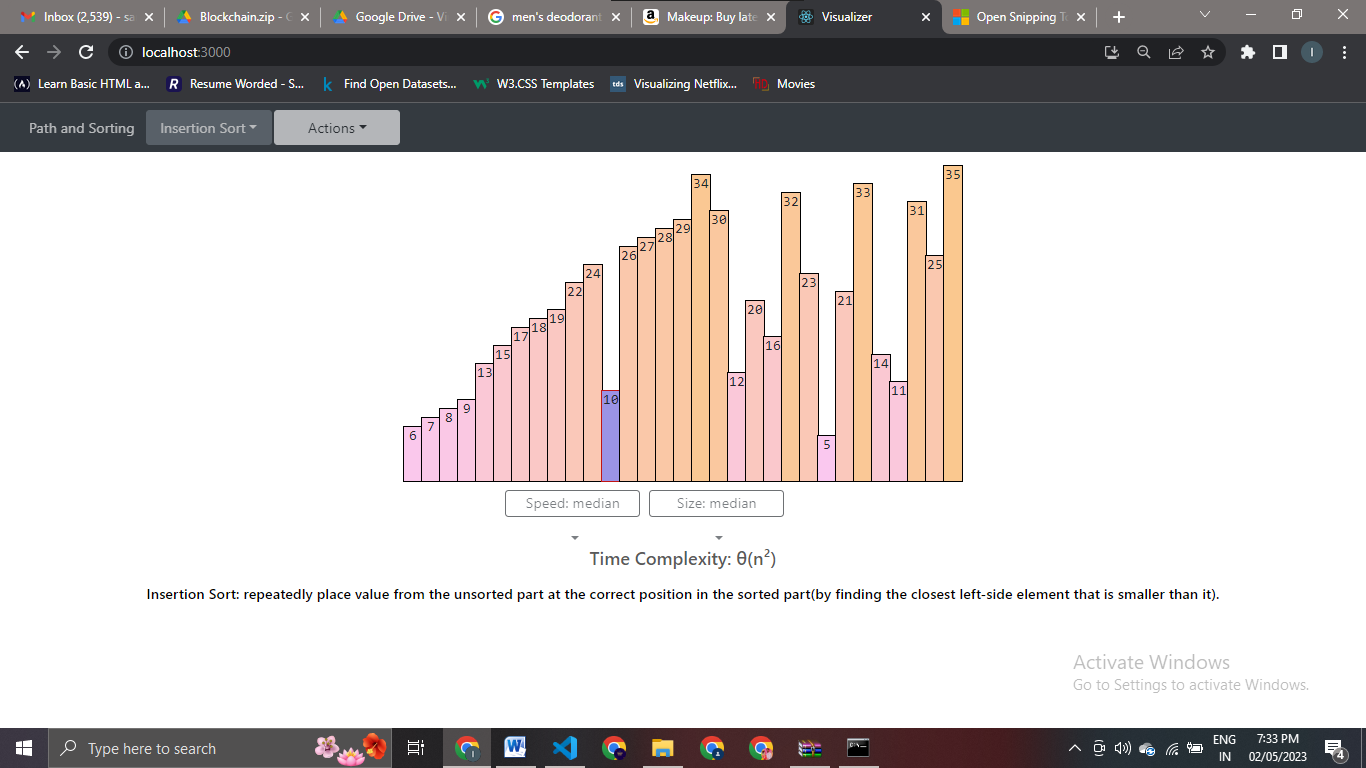 Inbox (2,539) - sa
Blockchain.zip - G
Google Drive - Vi
men's deodorant
Makeup: Buy late
Visualizer
Open Snipping T
localhost:3000
Learn Basic HTML a...
Resume Worded - S...
Find Open Datasets...
W3.CSS Templates
tds
Visualizing Netflix...
Movies
Path and Sorting
Insertion Sort
Actions
6 7 8 9 13 15 17 18 19 22 24 10 26 27 28 29 34 30 12 20 16 32 23 5 21 33 14 11 31 25 35
Speed: median
Size: median
Time Complexity: θ(n²)
Insertion Sort: repeatedly place value from the unsorted part at the correct position in the sorted part(by finding the closest left-side element that is smaller than it).
Activate Windows
Go to Settings to activate Windows.
Type here to search
ENG
IN
7:33 PM
02/05/2023
4